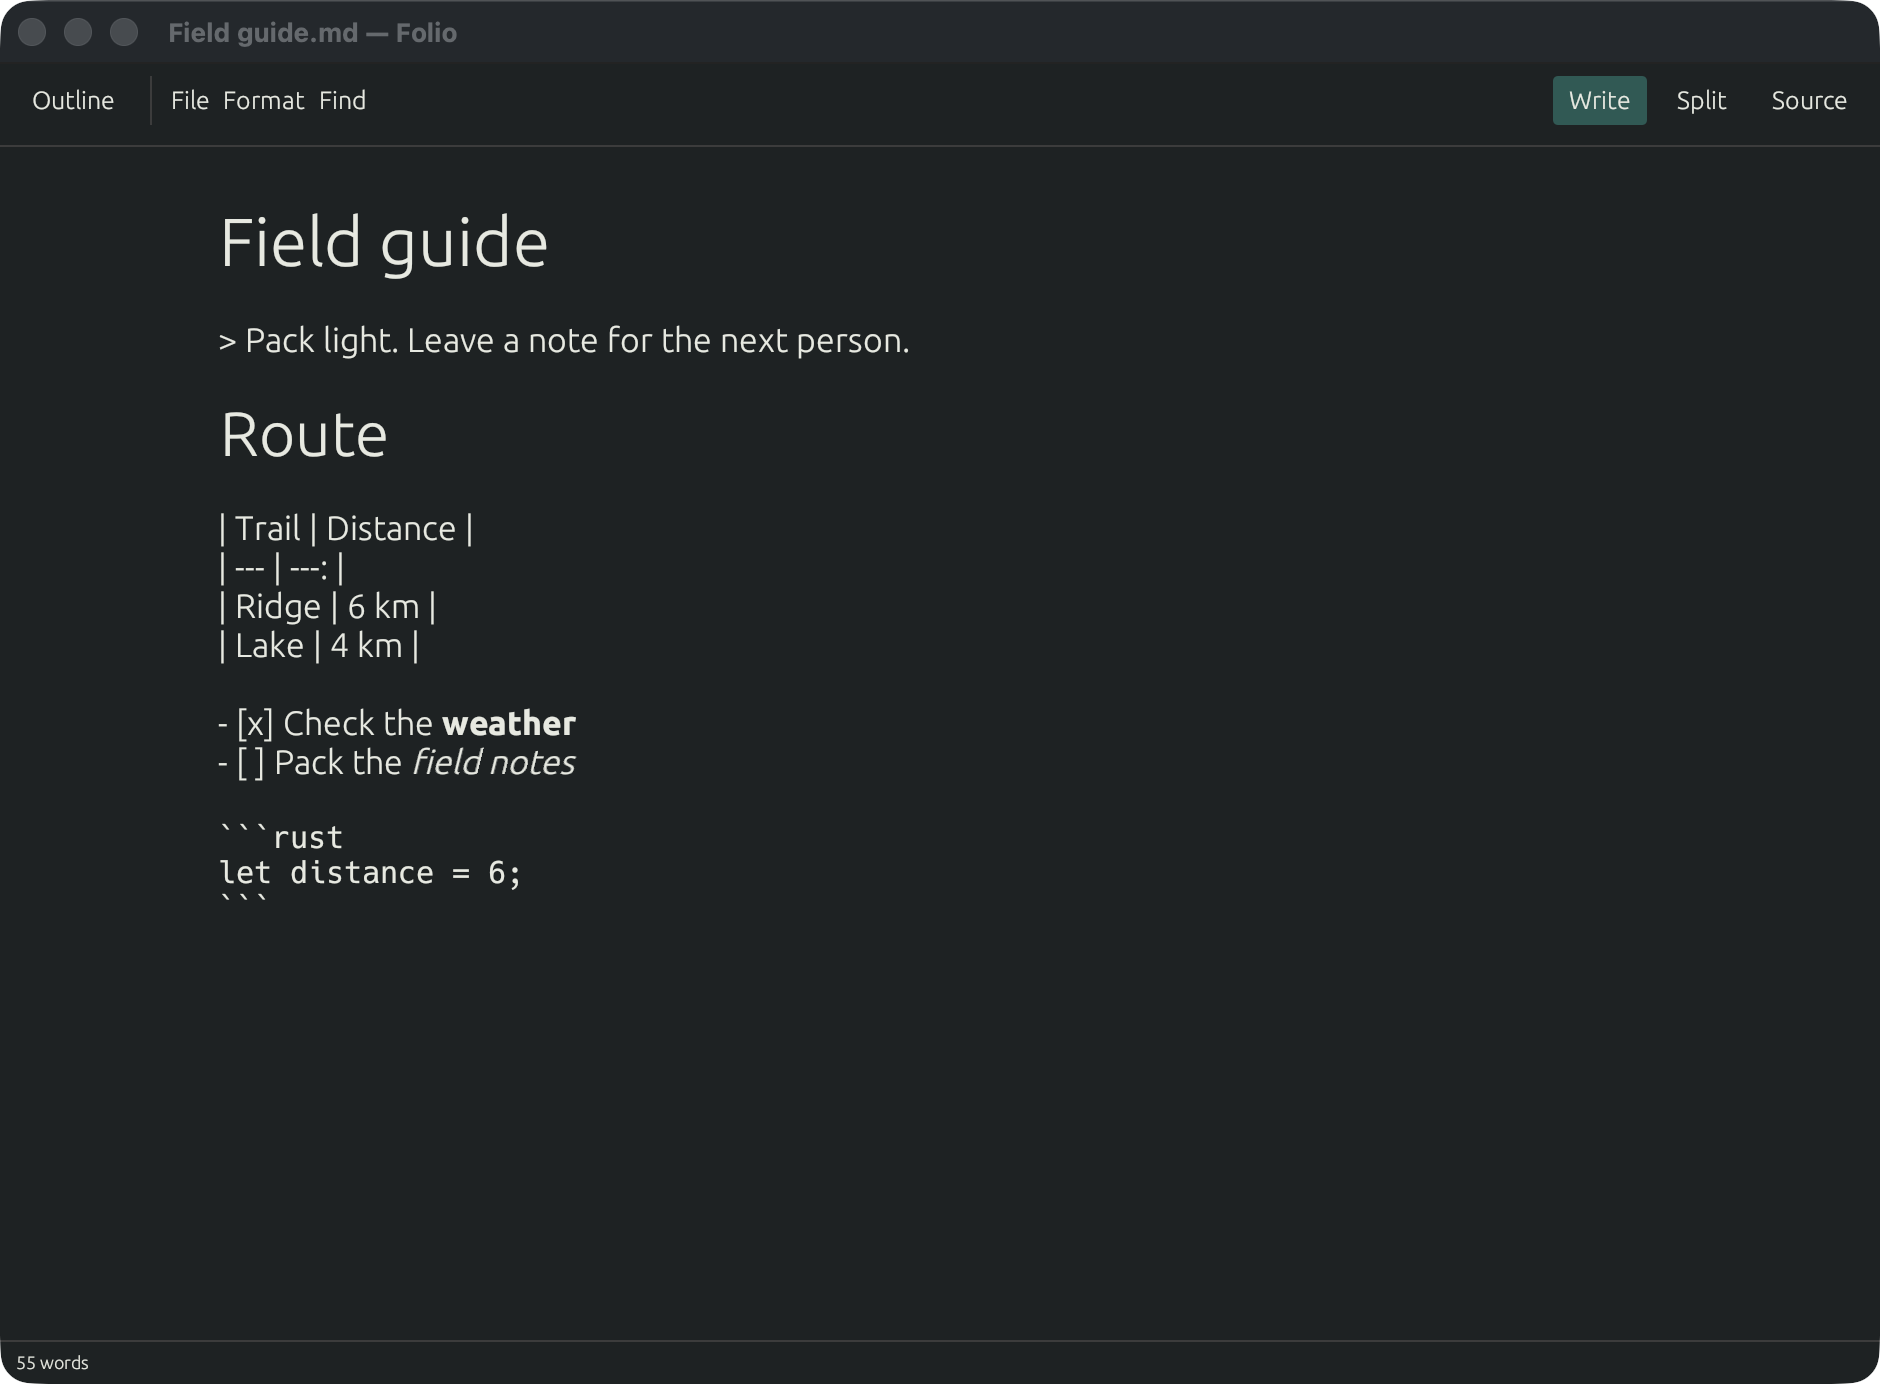 Field guide.md — Folio
Outline File Format Find Write Split Source
Field guide
> Pack light. Leave a note for the next person.
Route
| Trail | Distance |
| --- | ---: |
| Ridge | 6 km |
| Lake | 4 km |
- [x] Check the weather
- [ ] Pack the field notes
```rust
let distance = 6;
```
55 words